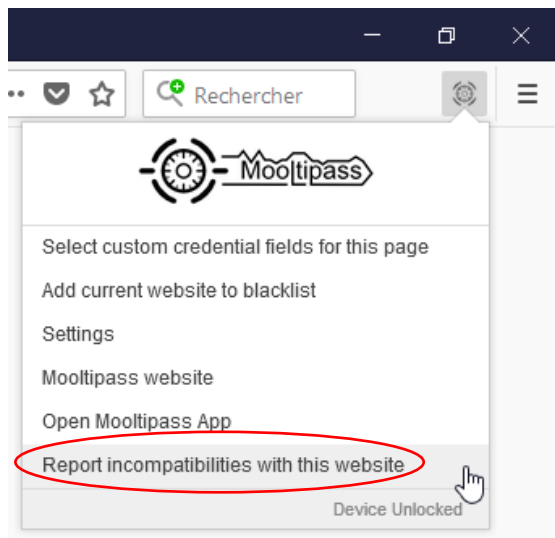 Rechercher
Mooltipass
Select custom credential fields for this page
Add current website to blacklist
Settings
Mooltipass website
Open Mooltipass App
Report incompatibilities with this website
Device Unlocked